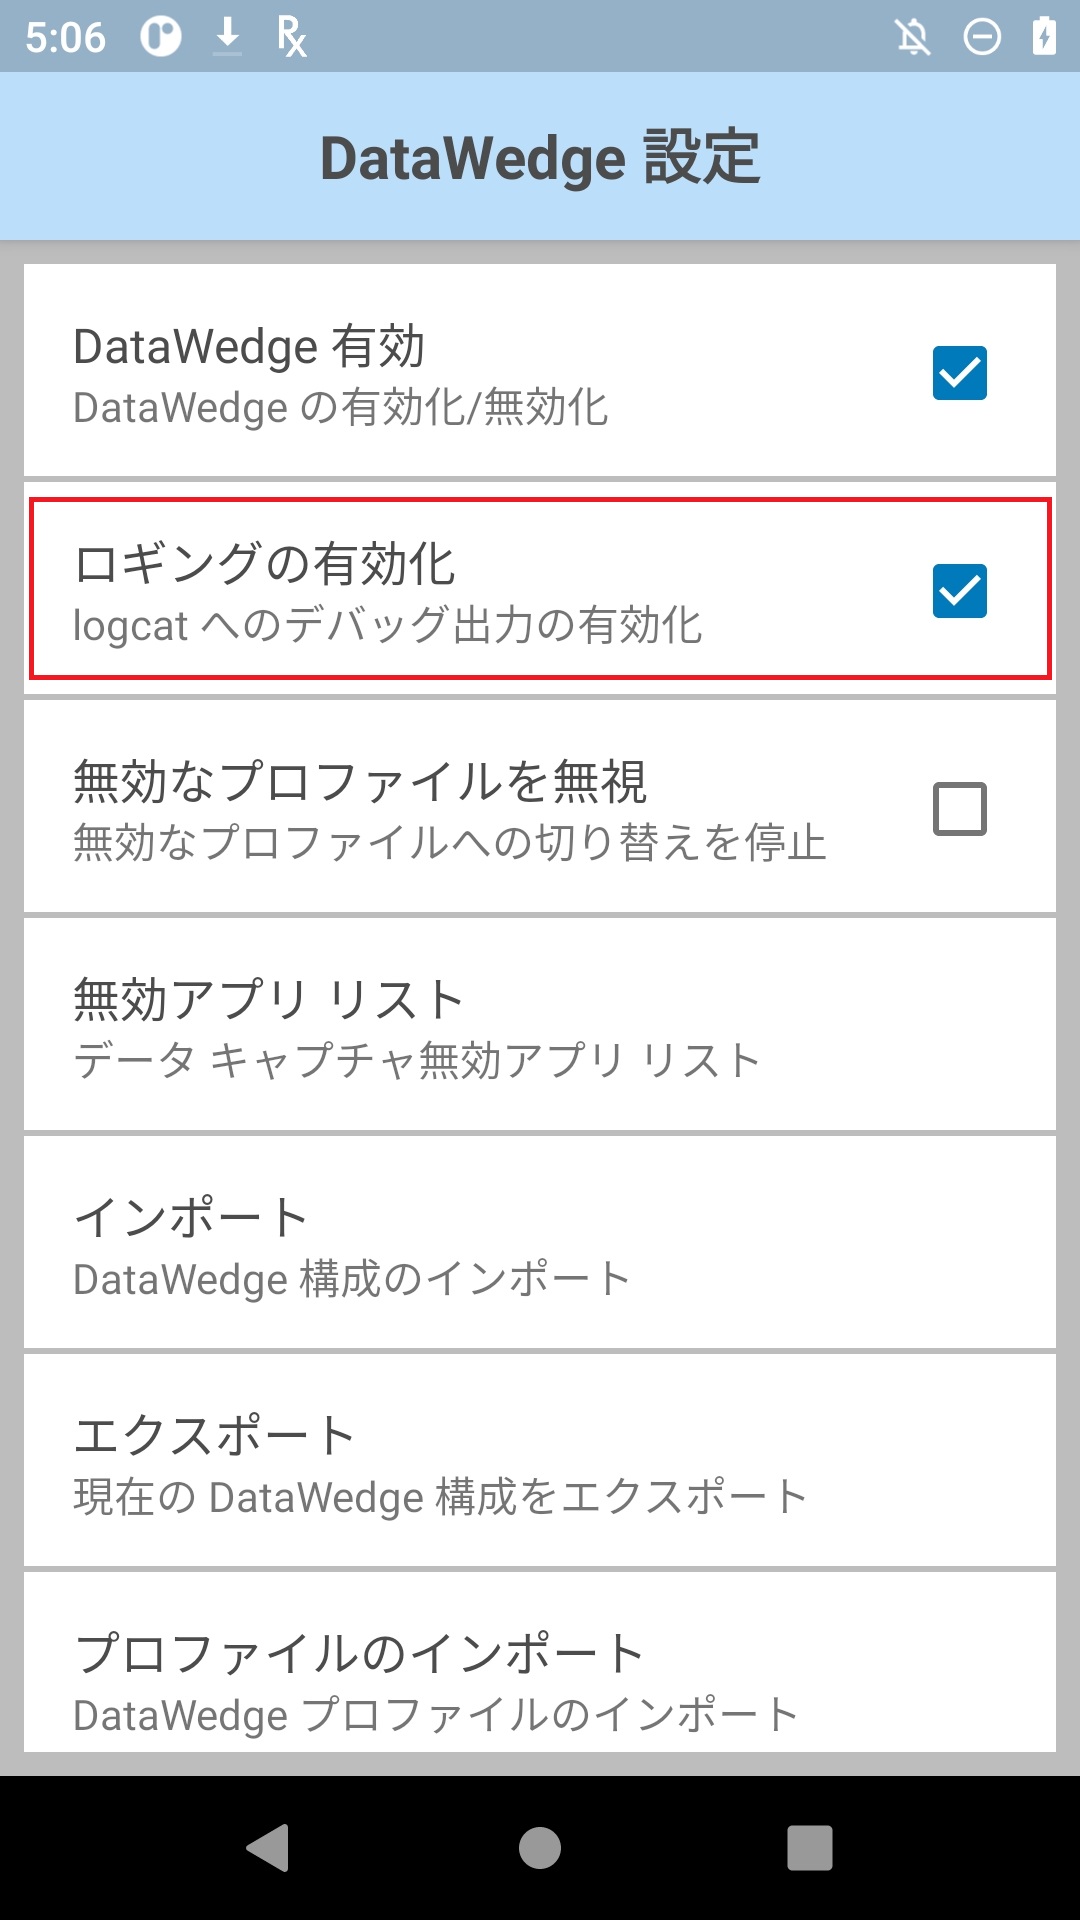 5:06
DataWedge 設定
DataWedge 有効
DataWedge の有効化/無効化
ロギングの有効化
logcat へのデバッグ出力の有効化
無効なプロファイルを無視
無効なプロファイルへの切り替えを停止
無効アプリ リスト
データ キャプチャ無効アプリ リスト
インポート
DataWedge 構成のインポート
エクスポート
現在の DataWedge 構成をエクスポート
プロファイルのインポート
DataWedge プロファイルのインポート